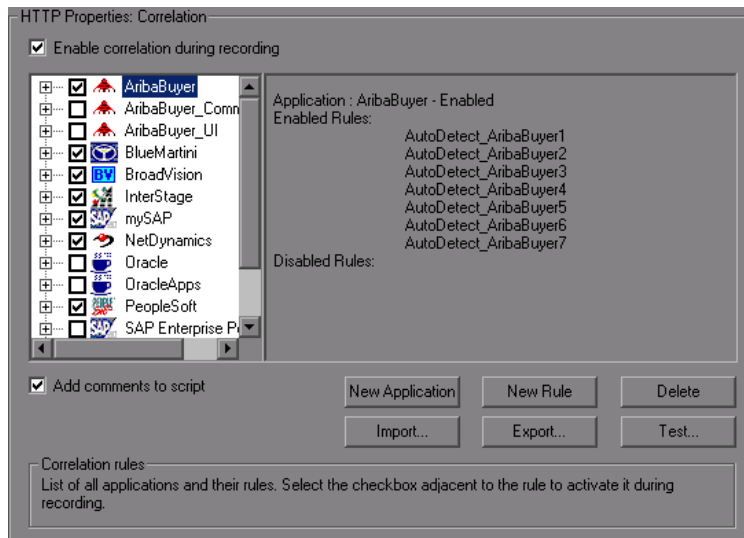 HTTP Properties: Correlation
Enable correlation during recording
AribaBuyer
AribaBuyer_Comm
AribaBuyer_UI
BlueMartini
BV BroadVision
InterStage
SAP mySAP
NetDynamics
Oracle
OracleApps
PeopleSoft
SAP SAP Enterprise P
Application : AribaBuyer - Enabled
Enabled Rules:
AutoDetect_AribaBuyer1
AutoDetect_AribaBuyer2
AutoDetect_AribaBuyer3
AutoDetect_AribaBuyer4
AutoDetect_AribaBuyer5
AutoDetect_AribaBuyer6
AutoDetect_AribaBuyer7
Disabled Rules:
Add comments to script
New Application New Rule Delete
Import... Export... Test...
Correlation rules
List of all applications and their rules. Select the checkbox adjacent to the rule to activate it during
recording.